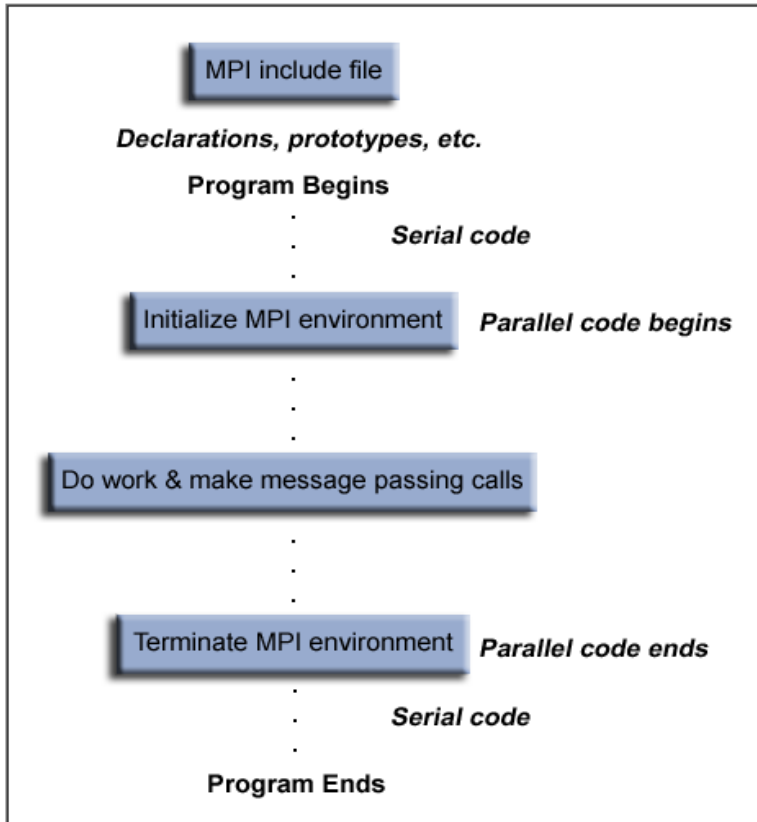 MPI include file
Declarations, prototypes, etc.
Program Begins
Serial code
Initialize MPI environment
Parallel code begins
Do work & make message passing calls
Terminate MPI environment
Parallel code ends
Serial code
Program Ends